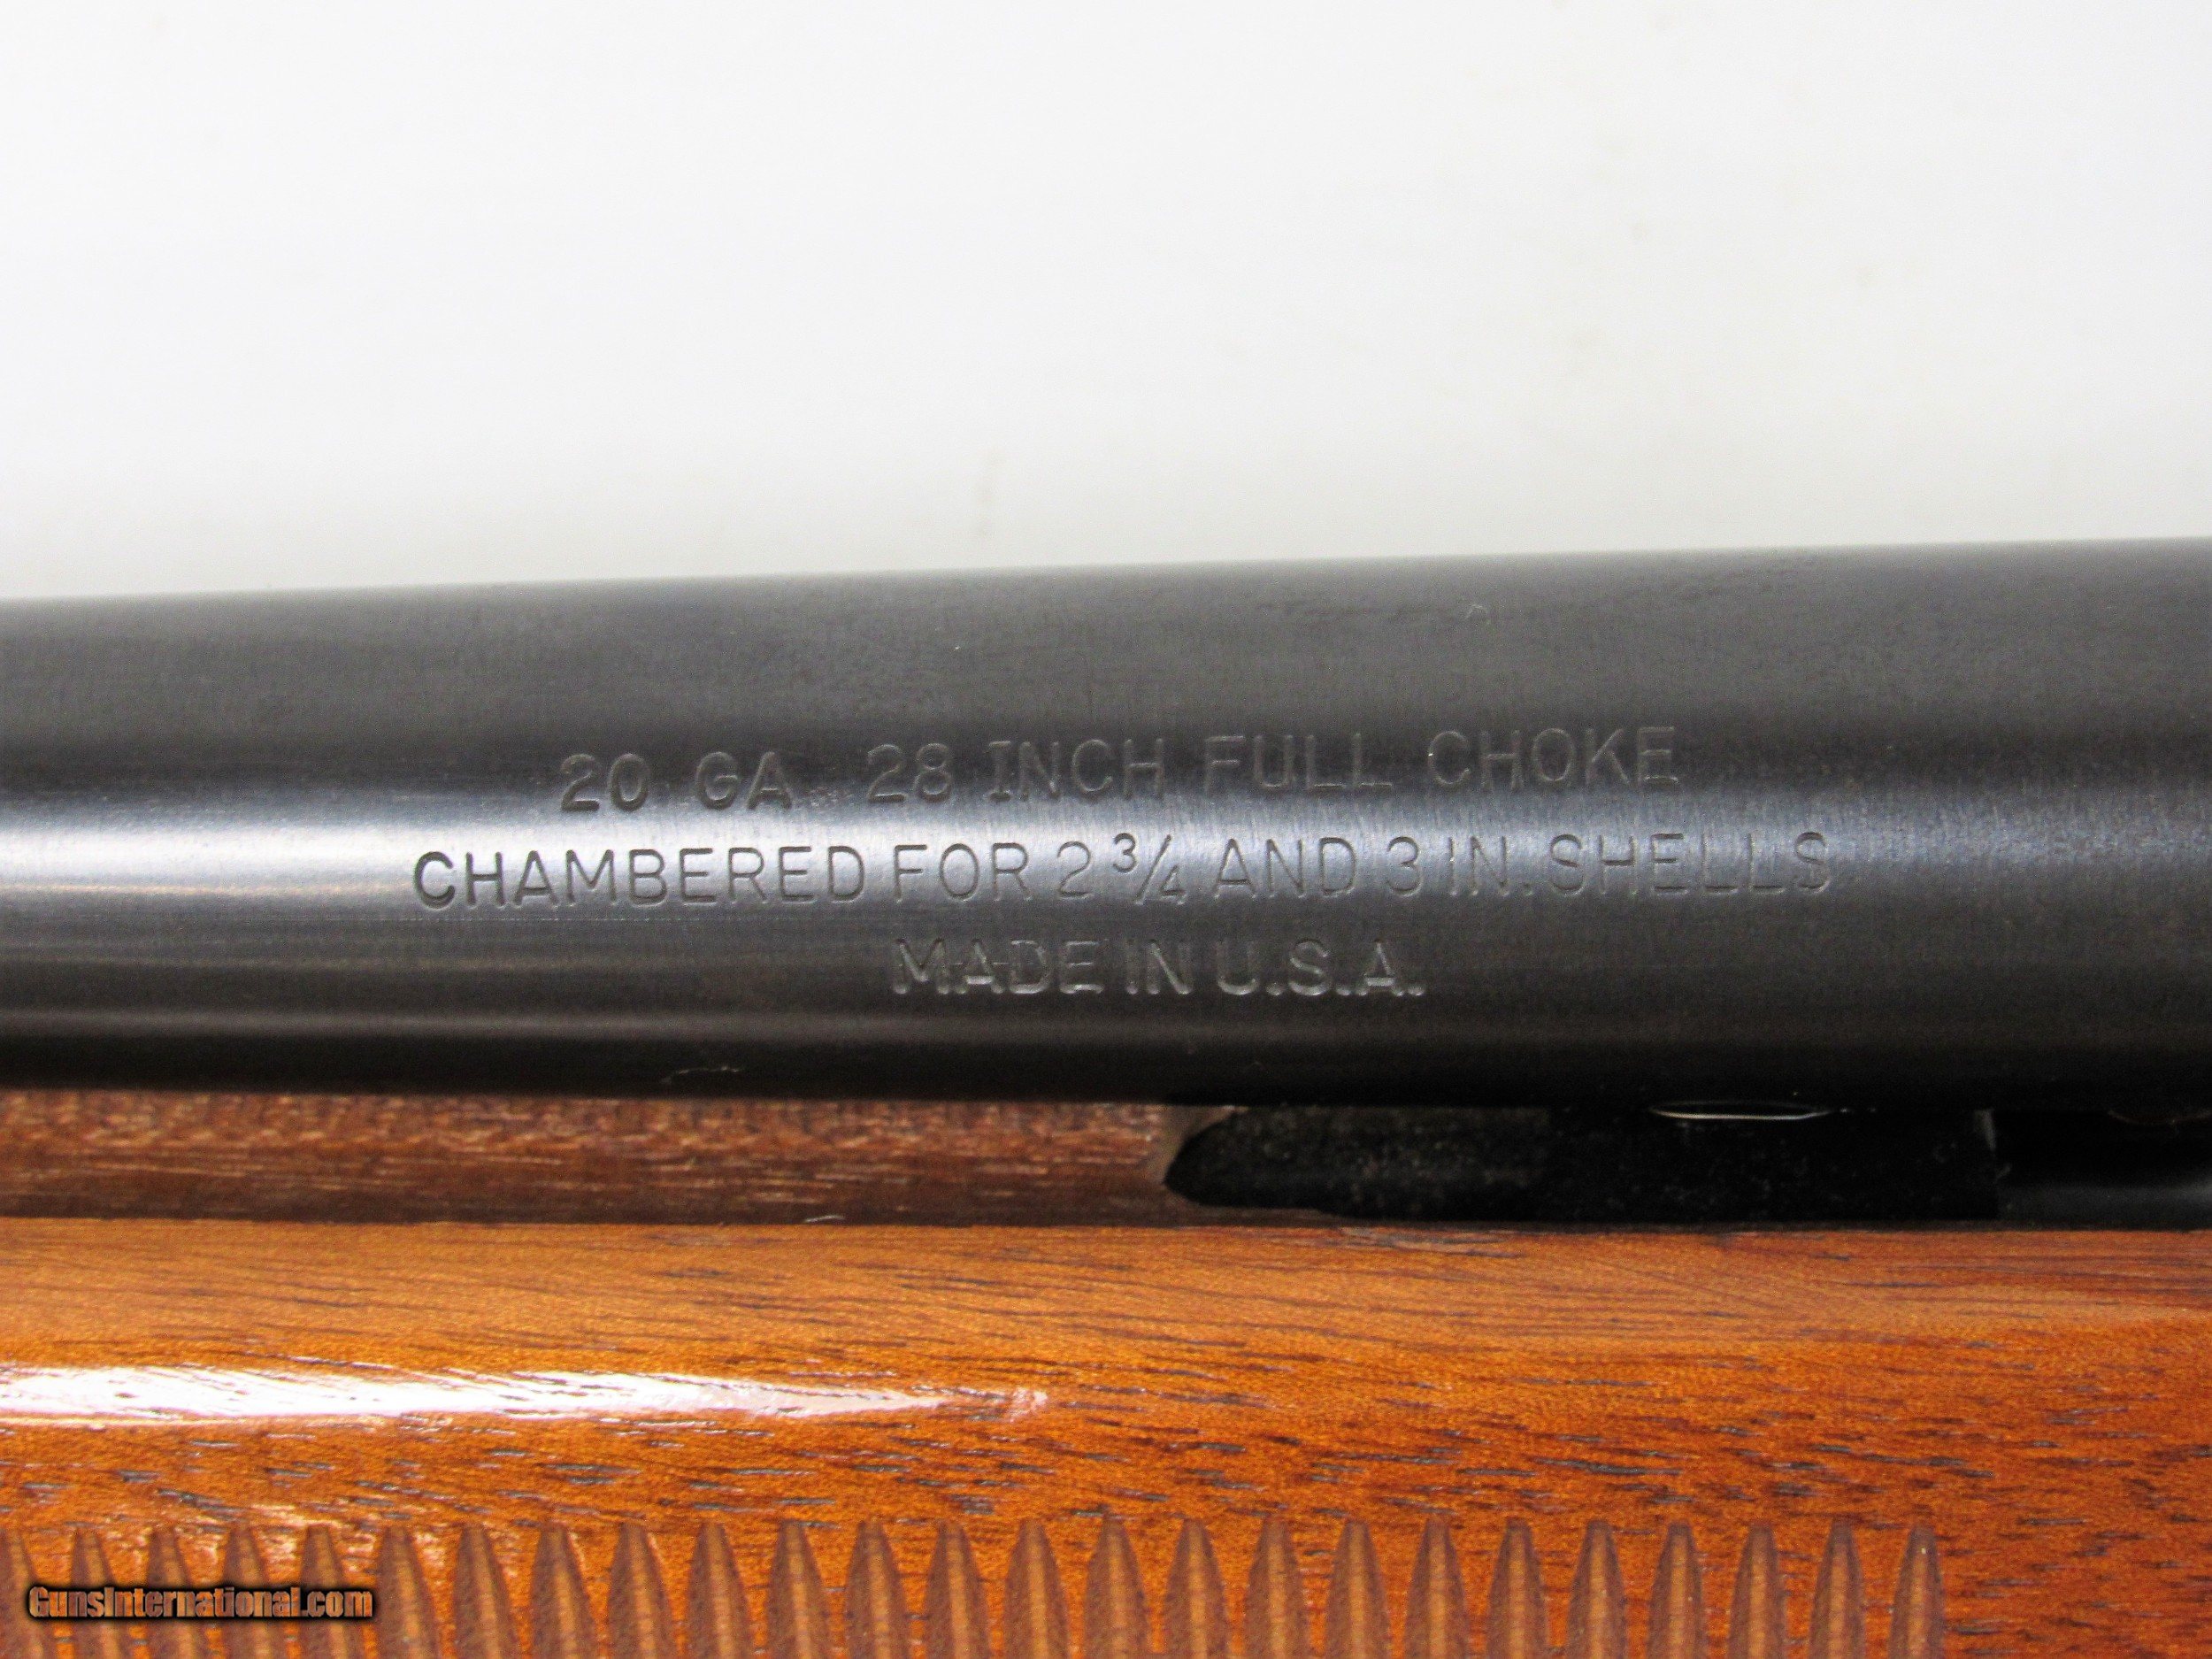 20 GA. 28 INCH FULL CHOKE
CHAMBERED FOR 2 3/4 AND 3 IN. SHELLS
MADE IN U.S.A.
GunsInternational.com